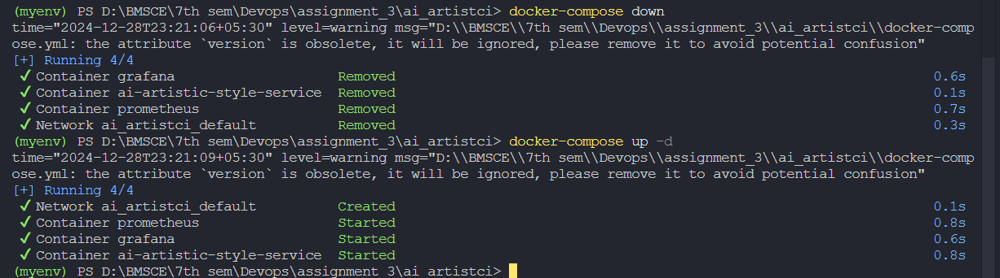 (myenv) PS D:\BMSCE\7th sem\Devops\assignment_3\ai_artistci> docker-compose down
time="2024-12-28T23:21:06+05:30" level=warning msg="D:\\BMSCE\\7th sem\\Devops\\assignment_3\\ai_artistci\\docker-comp
ose.yml: the attribute `version` is obsolete, it will be ignored, please remove it to avoid potential confusion"
[+] Running 4/4
✔ Container grafana Removed 0.6s
✔ Container ai-artistic-style-service Removed 0.1s
✔ Container prometheus Removed 0.7s
✔ Network ai_artistci_default Removed 0.3s
(myenv) PS D:\BMSCE\7th sem\Devops\assignment_3\ai_artistci> docker-compose up -d
time="2024-12-28T23:21:09+05:30" level=warning msg="D:\\BMSCE\\7th sem\\Devops\\assignment_3\\ai_artistci\\docker-comp
ose.yml: the attribute `version` is obsolete, it will be ignored, please remove it to avoid potential confusion"
[+] Running 4/4
✔ Network ai_artistci_default Created 0.1s
✔ Container prometheus Started 0.8s
✔ Container grafana Started 0.6s
✔ Container ai-artistic-style-service Started 0.8s
(myenv) PS D:\BMSCE\7th sem\Devops\assignment_3\ai_artistci>